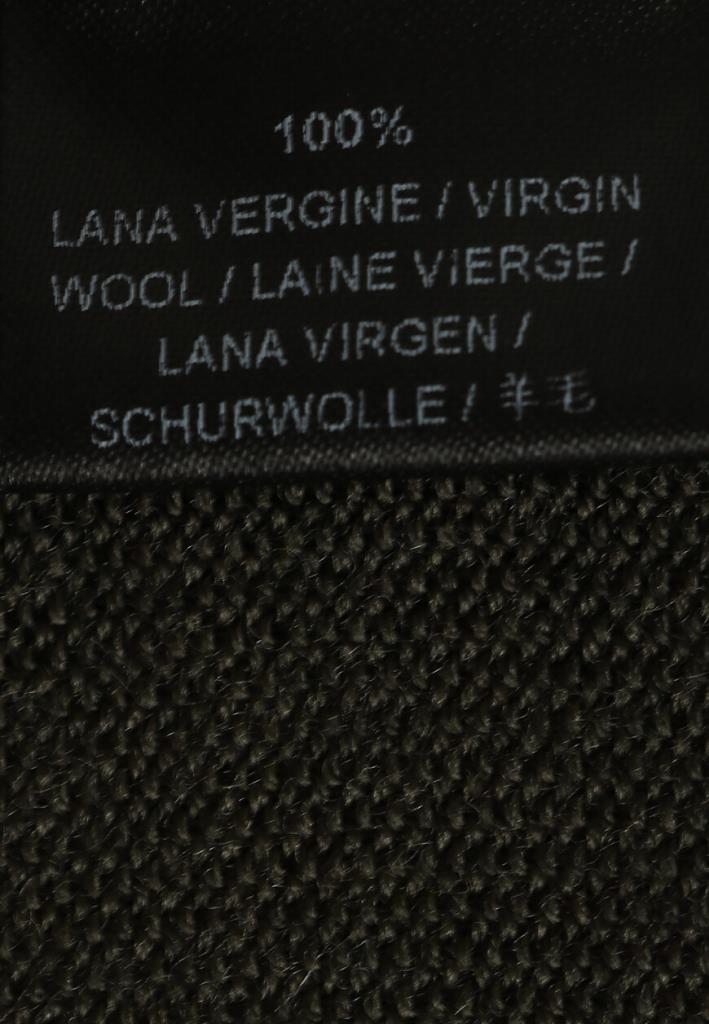 100%
LANA VERGINE / VIRGIN
WOOL / LAINE VIERGE /
LANA VIRGEN /
SCHURWOLLE / 羊毛